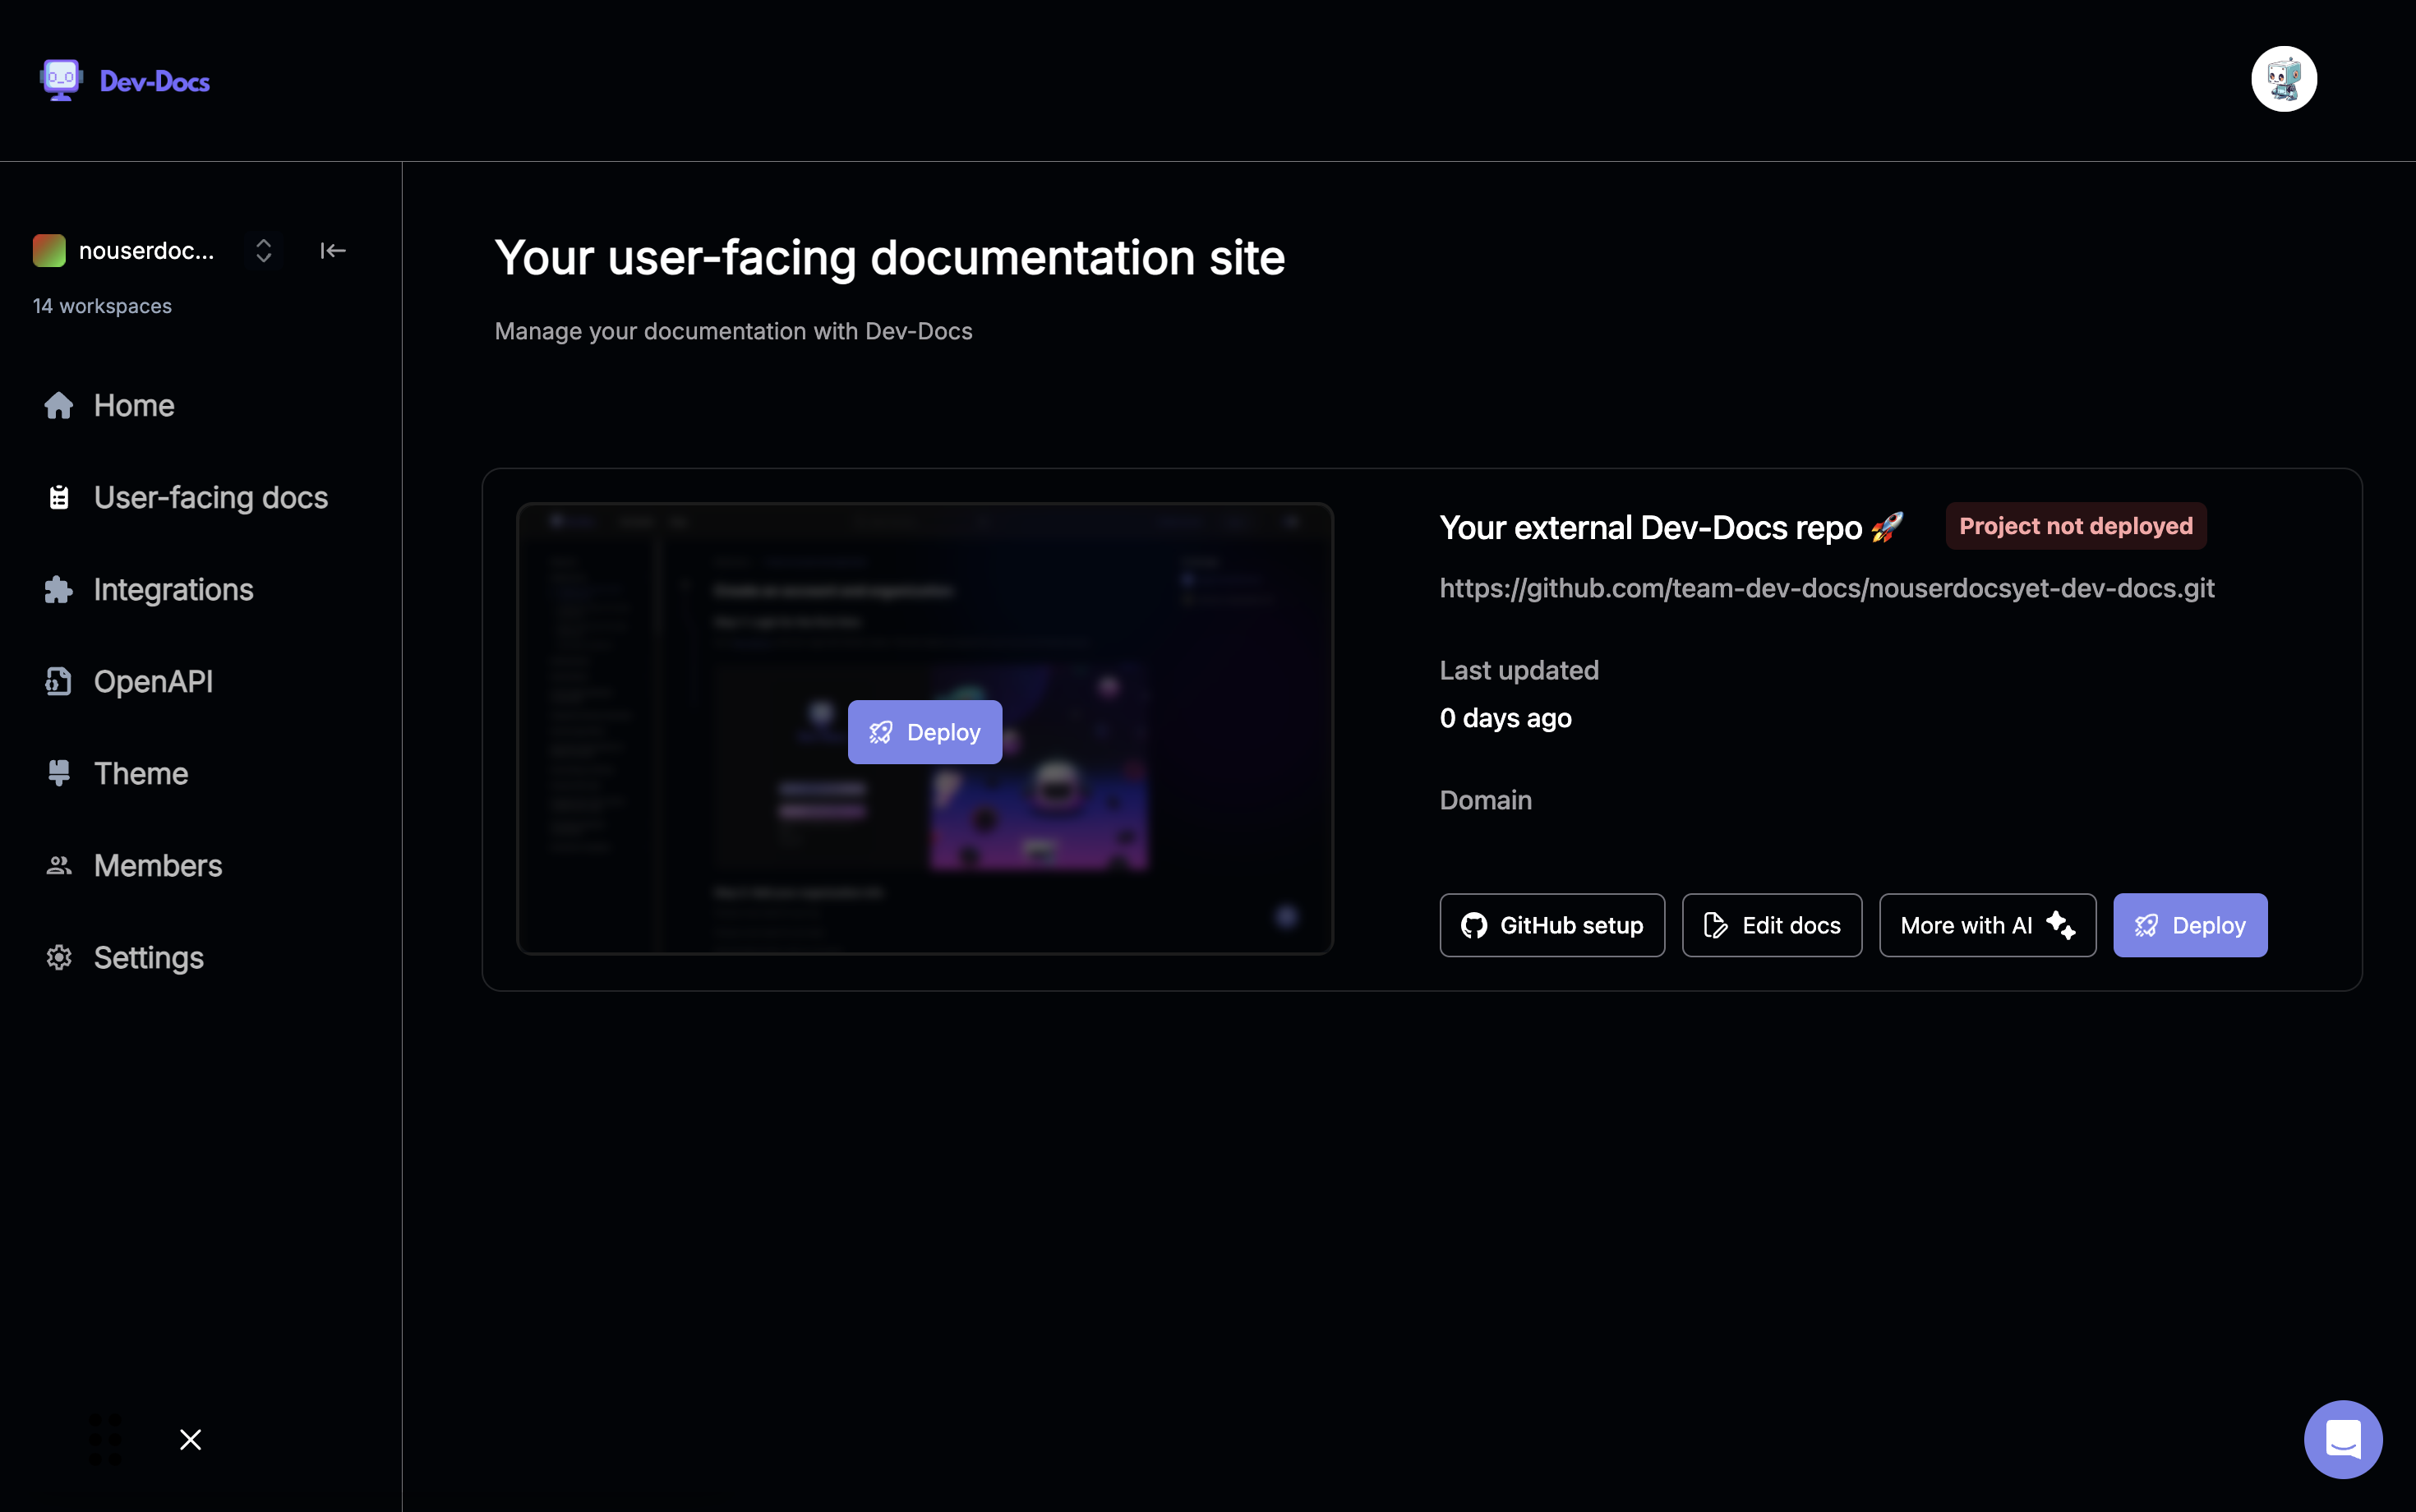 Dev-Docs
nouserdoc...
14 workspaces
Home
User-facing docs
Integrations
OpenAPI
Theme
Members
Settings
Your user-facing documentation site
Manage your documentation with Dev-Docs
Deploy
Your external Dev-Docs repo 🚀 Project not deployed
https://github.com/team-dev-docs/nouserdocsyet-dev-docs.git
Last updated
0 days ago
Domain
GitHub setup Edit docs More with AI Deploy